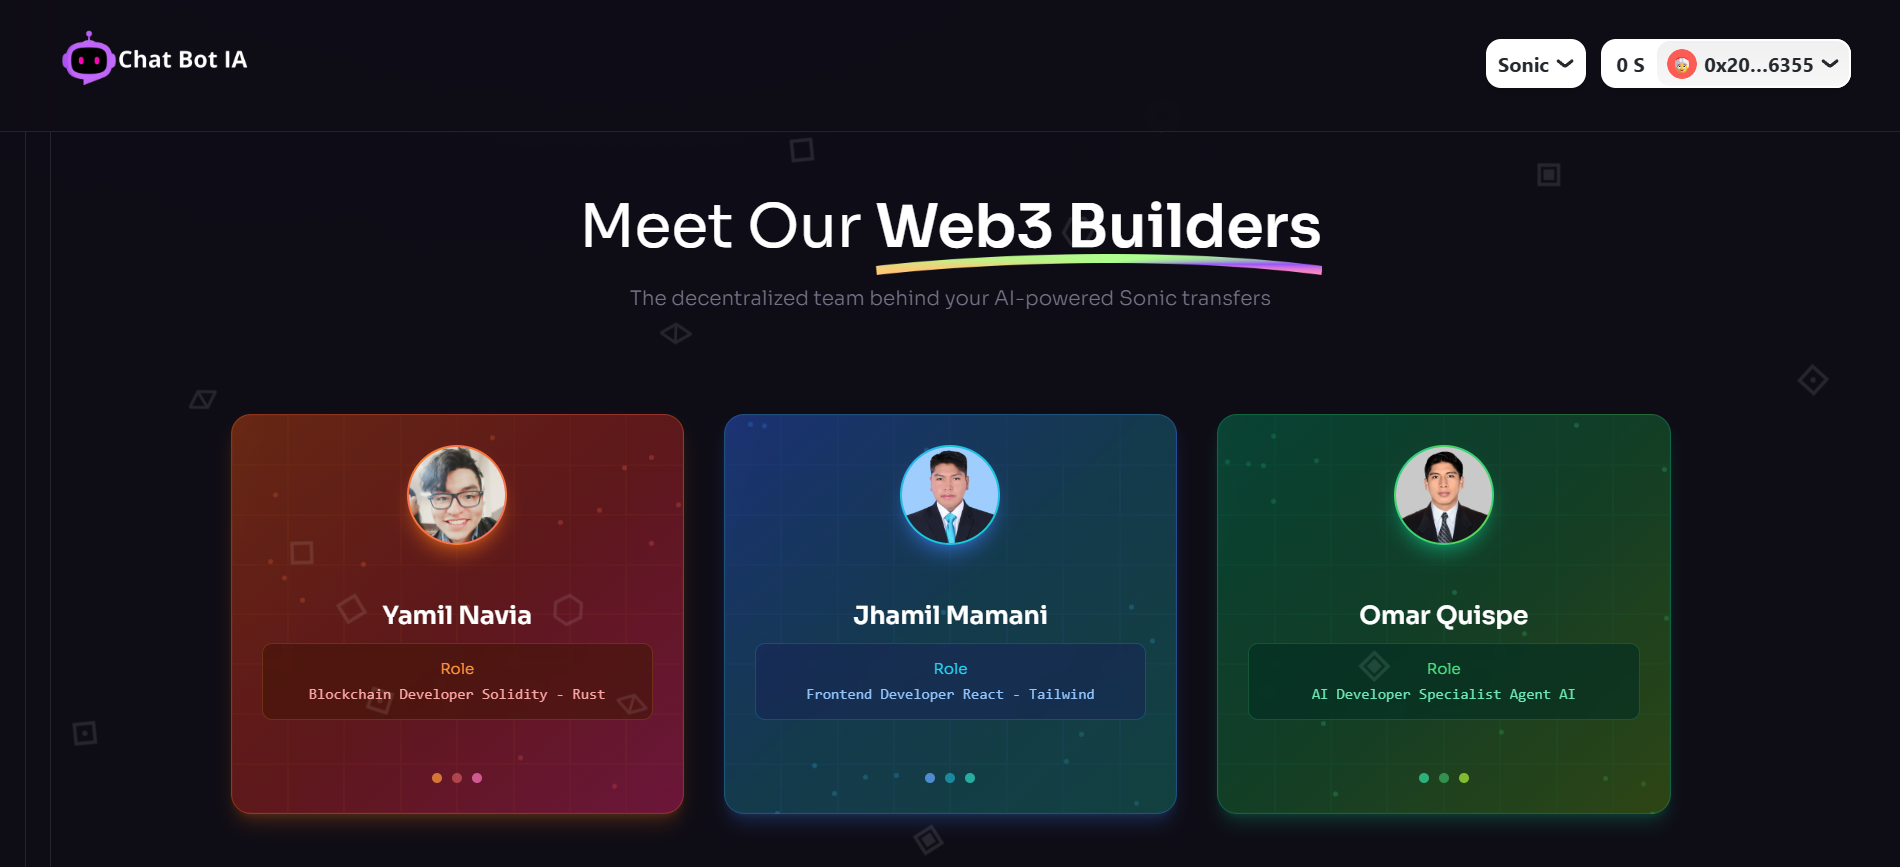 Chat Bot IA
Sonic
0 S
0x20...6355
Meet Our Web3 Builders
The decentralized team behind your AI-powered Sonic transfers
Yamil Navia
Role
Blockchain Developer Solidity - Rust
Jhamil Mamani
Role
Frontend Developer React - Tailwind
Omar Quispe
Role
AI Developer Specialist Agent AI